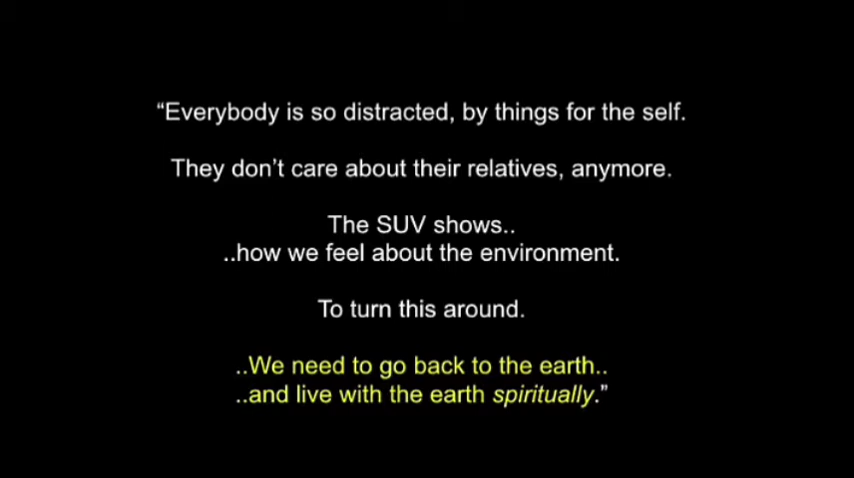 “Everybody is so distracted, by things for the self.
They don’t care about their relatives, anymore.
The SUV shows..
..how we feel about the environment.
To turn this around.
..We need to go back to the earth..
..and live with the earth spiritually.”